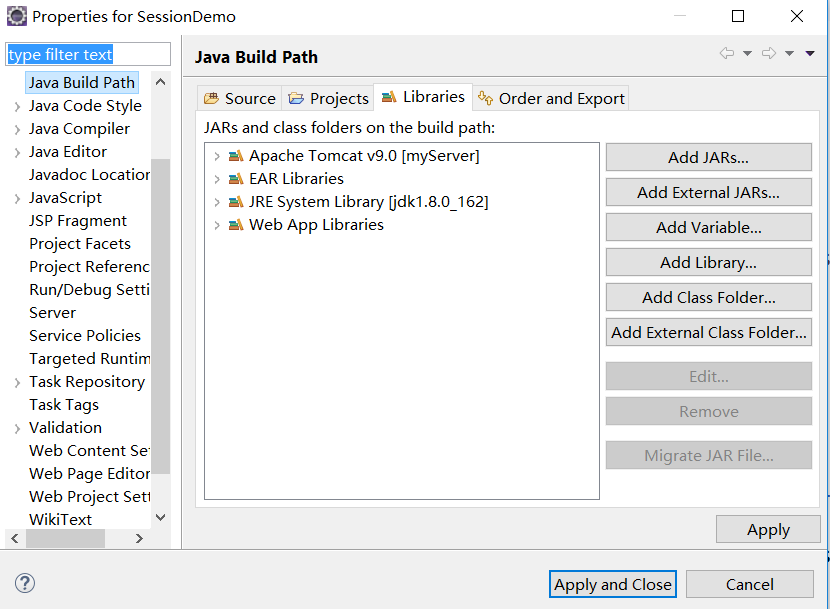 Properties for SessionDemo
type filter text
Java Build Path
Java Code Style
Java Compiler
Java Editor
Javadoc Location
JavaScript
JSP Fragment
Project Facets
Project Referenc
Run/Debug Setti
Server
Service Policies
Targeted Runtim
Task Repository
Task Tags
Validation
Web Content Set
Web Page Editor
Web Project Sett
WikiText
Java Build Path
Source
Projects
Libraries
Order and Export
JARs and class folders on the build path:
Apache Tomcat v9.0 [myServer]
EAR Libraries
JRE System Library [jdk1.8.0_162]
Web App Libraries
Add JARs...
Add External JARs...
Add Variable...
Add Library...
Add Class Folder...
Add External Class Folder...
Edit...
Remove
Migrate JAR File...
Apply
?
Apply and Close
Cancel